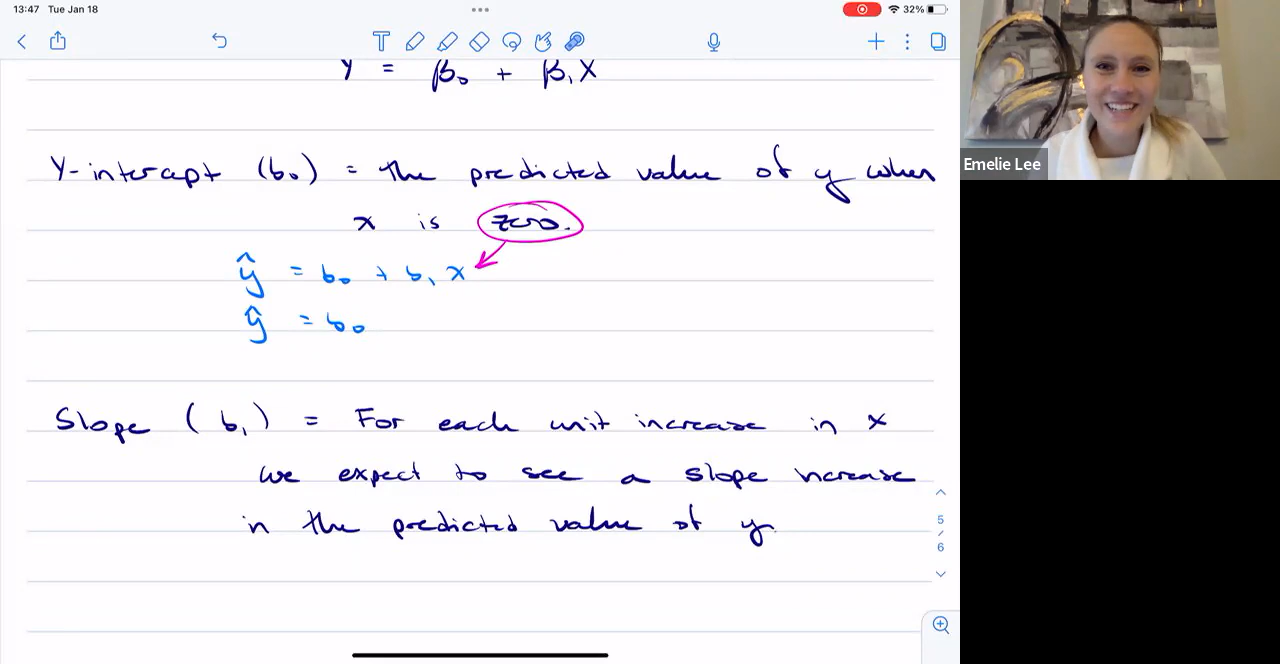 13:47 Tue Jan 18
32%
Y = β₀ + β₁X
Emelie Lee
Y-intercept (b₀) = the predicted value of y when
x is zero.
ŷ = b₀ + b₁x
ŷ = b₀
Slope (b₁) = For each unit increase in x
we expect to see a slope increase
in the predicted value of y.
5
6